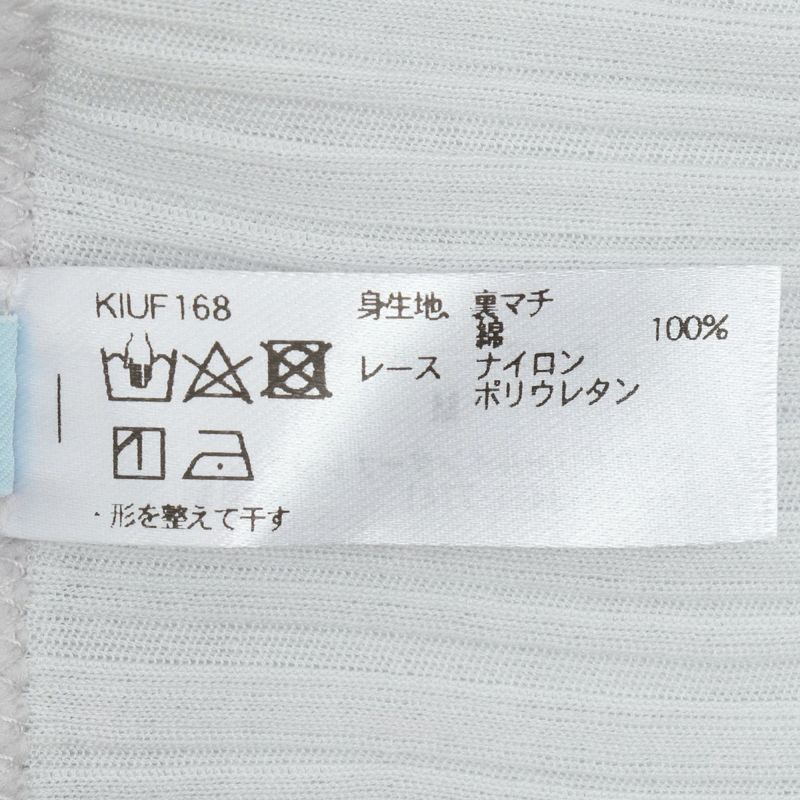 KIUF168
・形を整えて干す
身生地、裏マチ
綿 100%
レース ナイロン
ポリウレタン